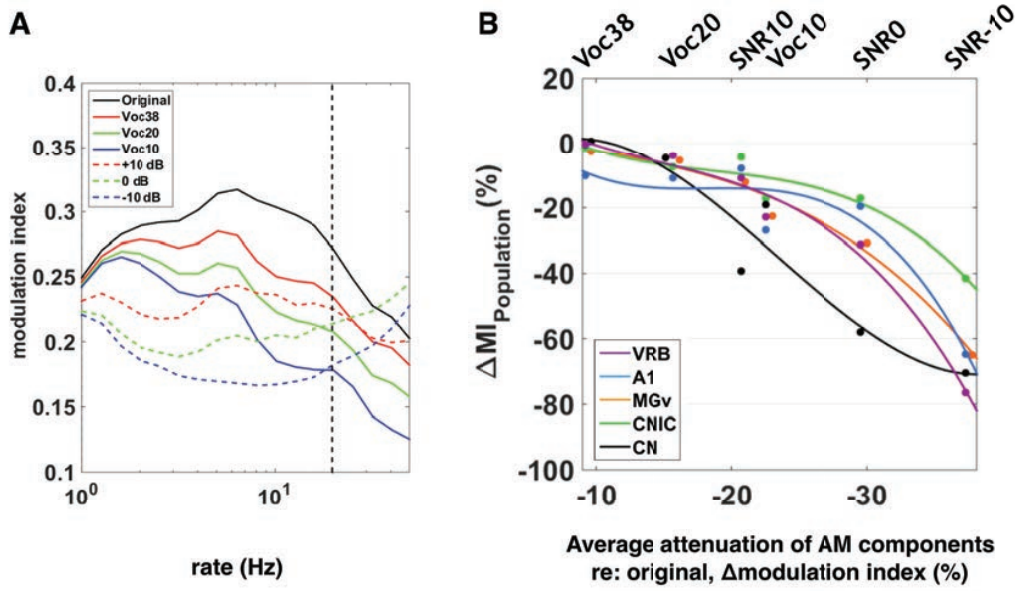 A
0.4
0.35
0.3
0.25
0.2
0.15
0.1
modulation index
Original
Voc38
Voc20
Voc10
+10 dB
0 dB
-10 dB
10⁰
10¹
rate (Hz)
B
Voc38
Voc20
SNR10
Voc10
SNR0
SNR-10
20
0
-20
-40
-60
-80
-100
ΔMIPopulation(%)
VRB
A1
MGv
CNIC
CN
-10
-20
-30
Average attenuation of AM components
re: original, Δmodulation index (%)